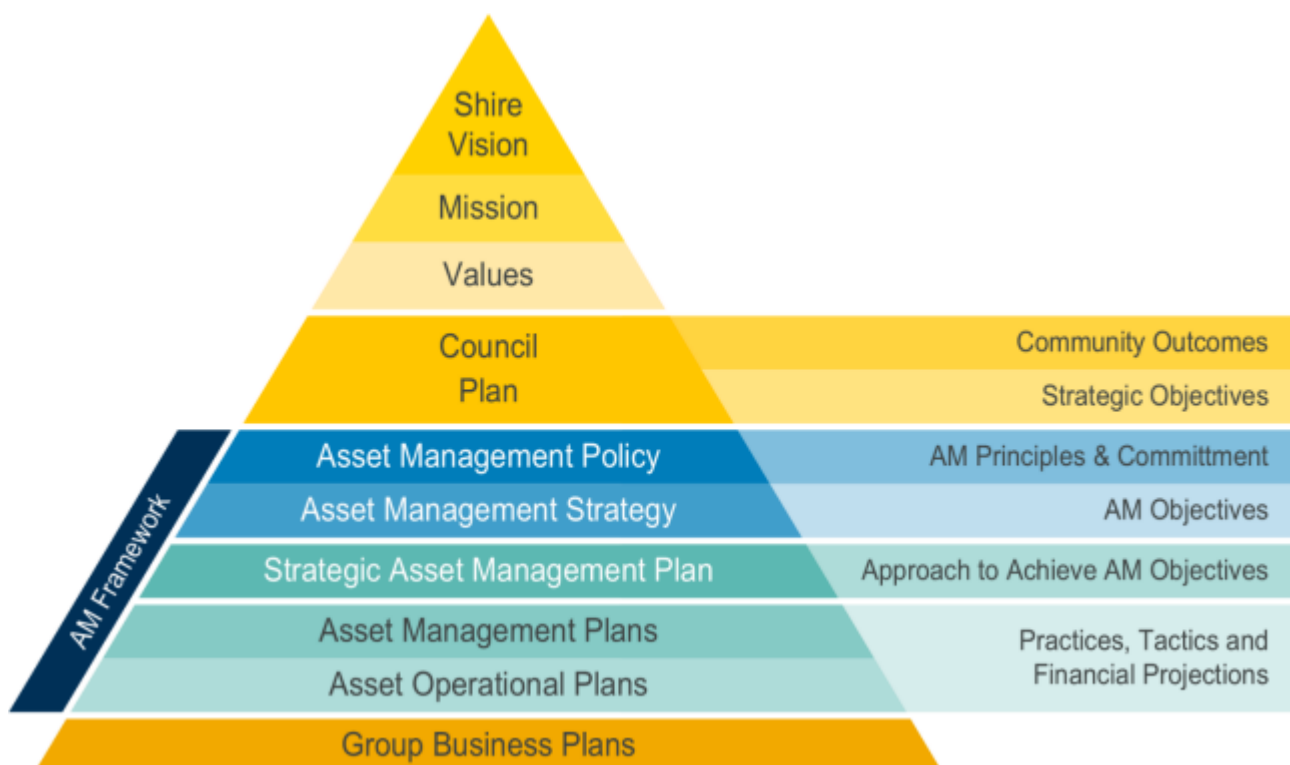 Shire
Vision
Mission
Values
Council
Plan
Community Outcomes
Strategic Objectives
AM Framework
Asset Management Policy
AM Principles & Committment
Asset Management Strategy
AM Objectives
Strategic Asset Management Plan
Approach to Achieve AM Objectives
Asset Management Plans
Asset Operational Plans
Practices, Tactics and
Financial Projections
Group Business Plans